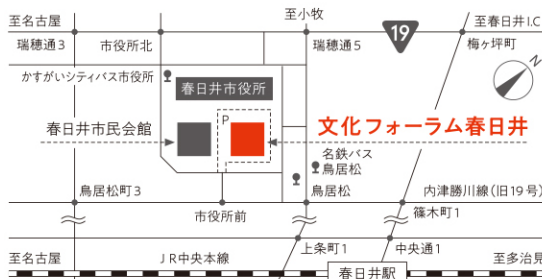 至名古屋
至小牧
至春日井I.C
瑞穂通3
市役所北
瑞穂通5
19
梅ヶ坪町
N
かすがいシティバス市役所
春日井市役所
P
春日井市民会館
文化フォーラム春日井
名鉄バス
鳥居松
鳥居松町3
鳥居松
内津勝川線(旧19号)
市役所前
篠木町1
上条町1
中央通1
至名古屋
JR中央本線
春日井駅
至多治見